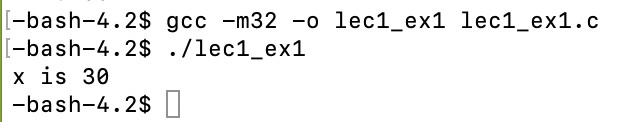 [-bash-4.2$ gcc -m32 -o lec1_ex1 lec1_ex1.c
[-bash-4.2$ ./lec1_ex1
x is 30
-bash-4.2$